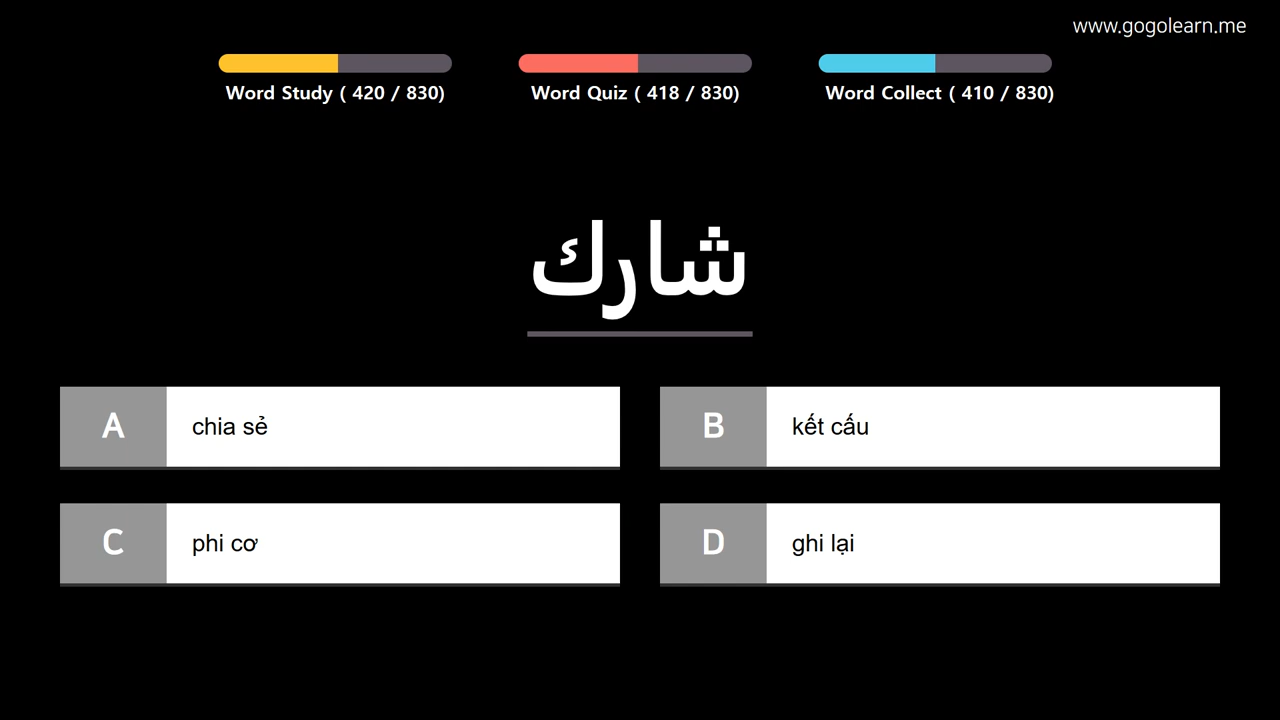 www.gogolearn.me
Word Study ( 420 / 830)
Word Quiz ( 418 / 830)
Word Collect ( 410 / 830)
شارك
A chia sẻ
B kết cấu
C phi cơ
D ghi lại